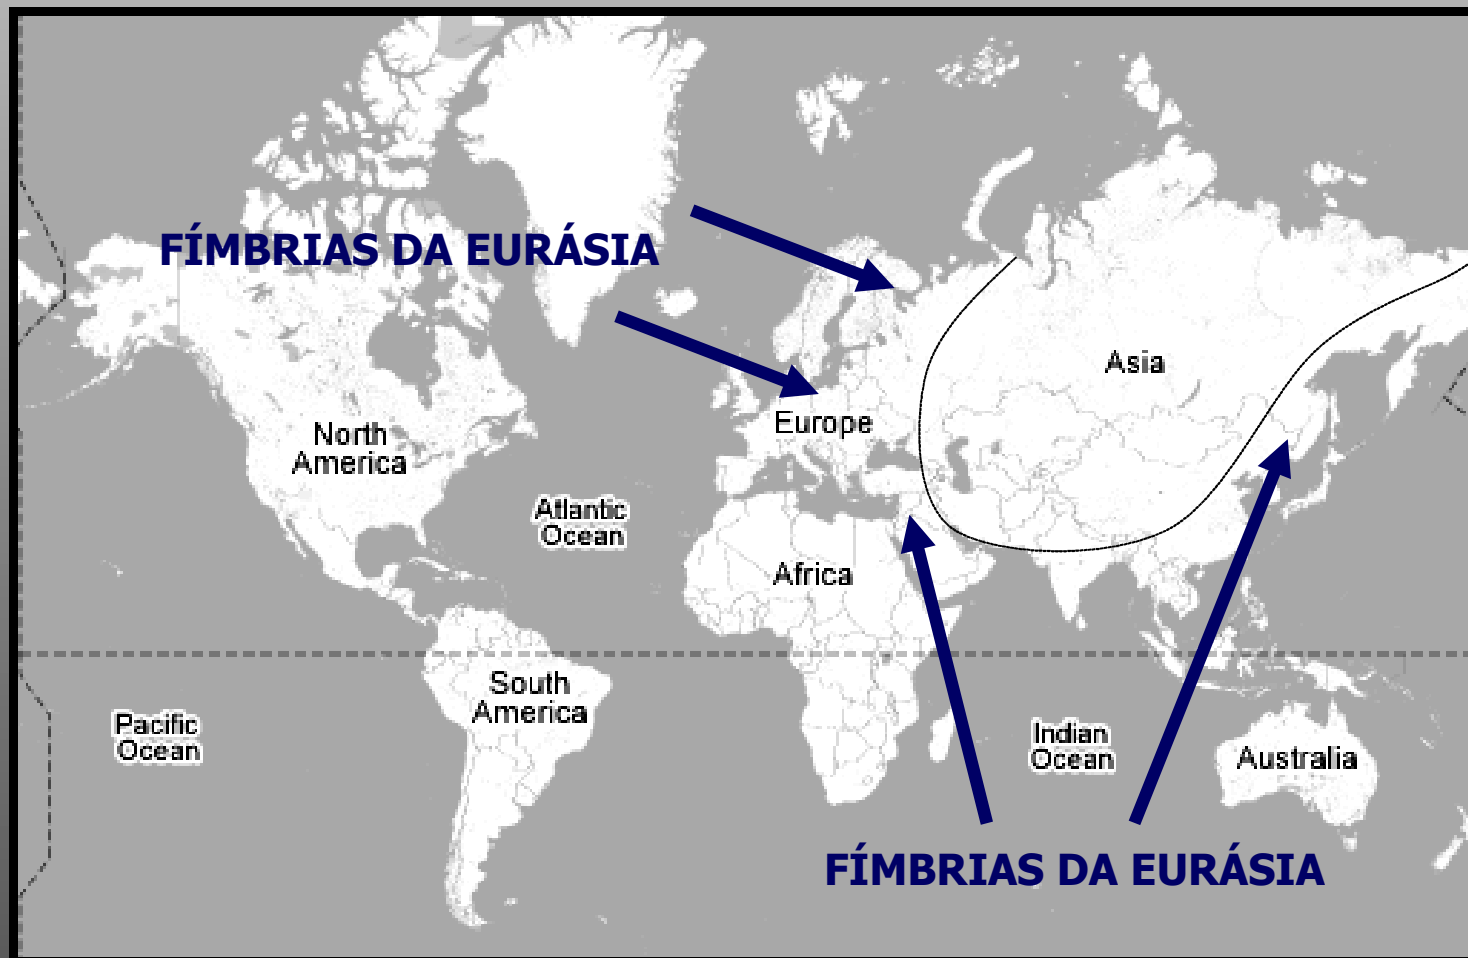 FÍMBRIAS DA EURÁSIA
Asia
Europe
North
America
Atlantic
Ocean
Africa
South
America
Pacific
Ocean
Indian
Ocean
Australia
FÍMBRIAS DA EURÁSIA